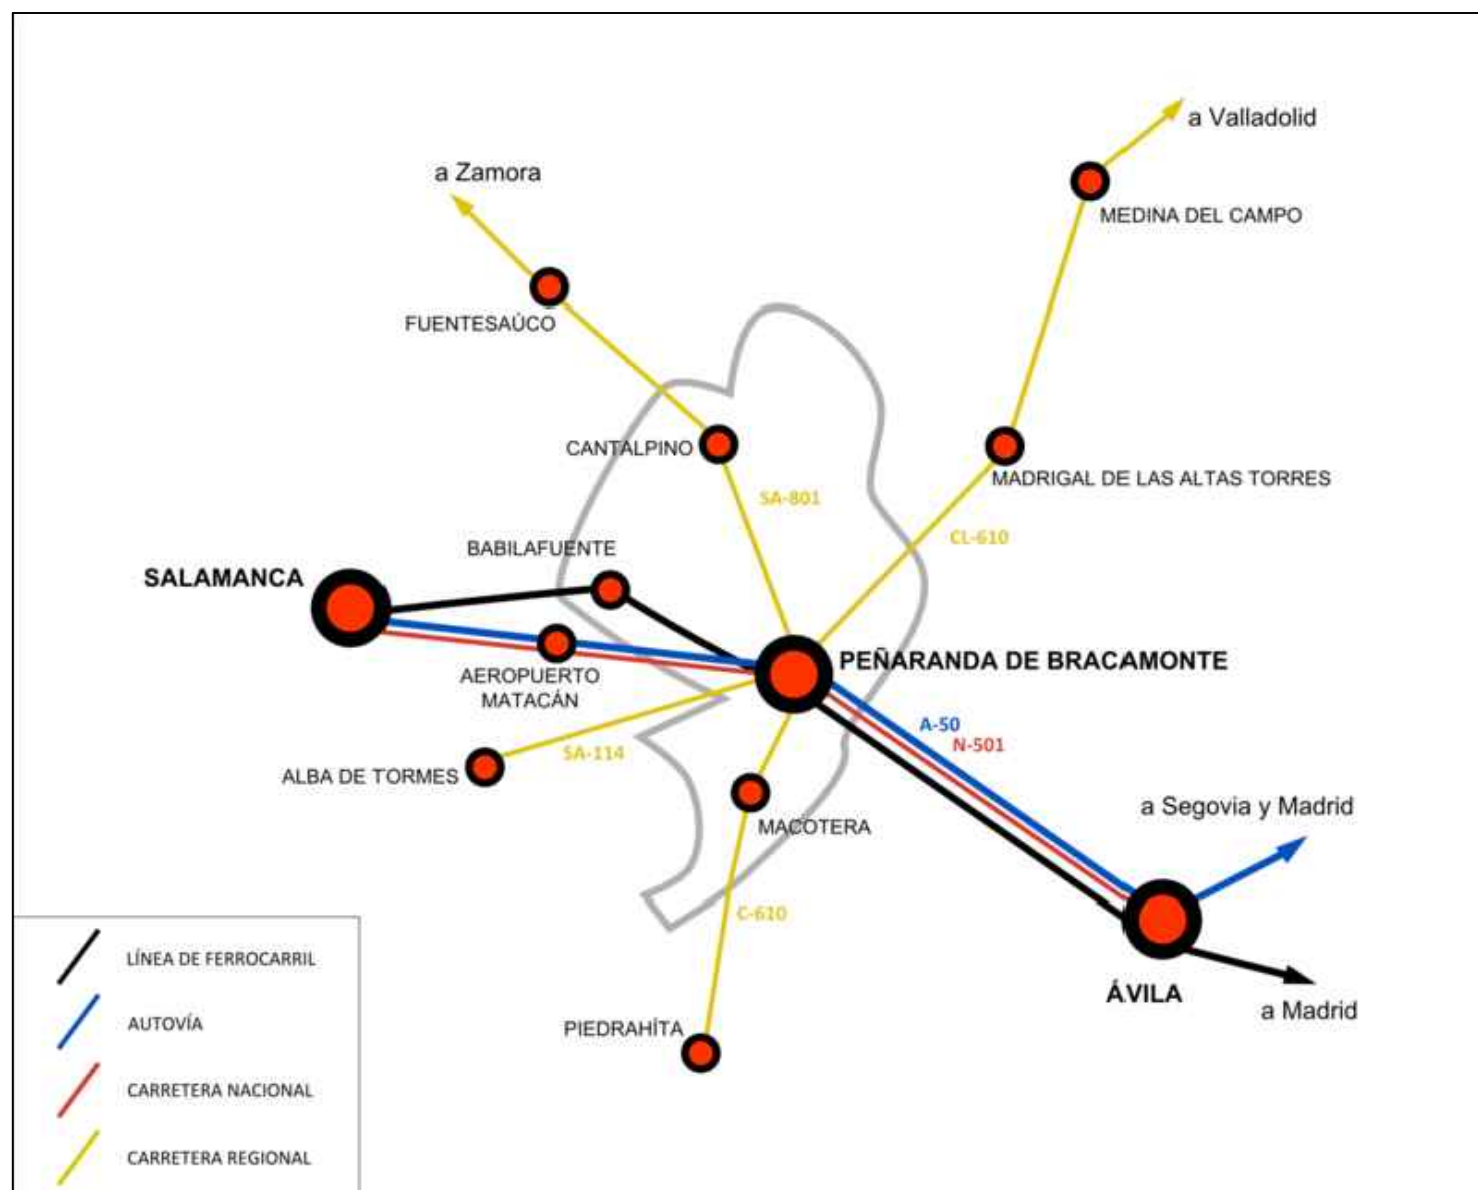 a Valladolid
a Zamora
MEDINA DEL CAMPO
FUENTESAÚCO
CANTALPINO
MADRIGAL DE LAS ALTAS TORRES
SA-801
CL-610
BABILAFUENTE
SALAMANCA
PEÑARANDA DE BRACAMONTE
AEROPUERTO
MATACÁN
A-50
N-501
SA-114
ALBA DE TORMES
a Segovia y Madrid
MACOTERA
C-610
ÁVILA
a Madrid
PIEDRAHÍTA
LÍNEA DE FERROCARRIL
AUTOVÍA
CARRETERA NACIONAL
CARRETERA REGIONAL